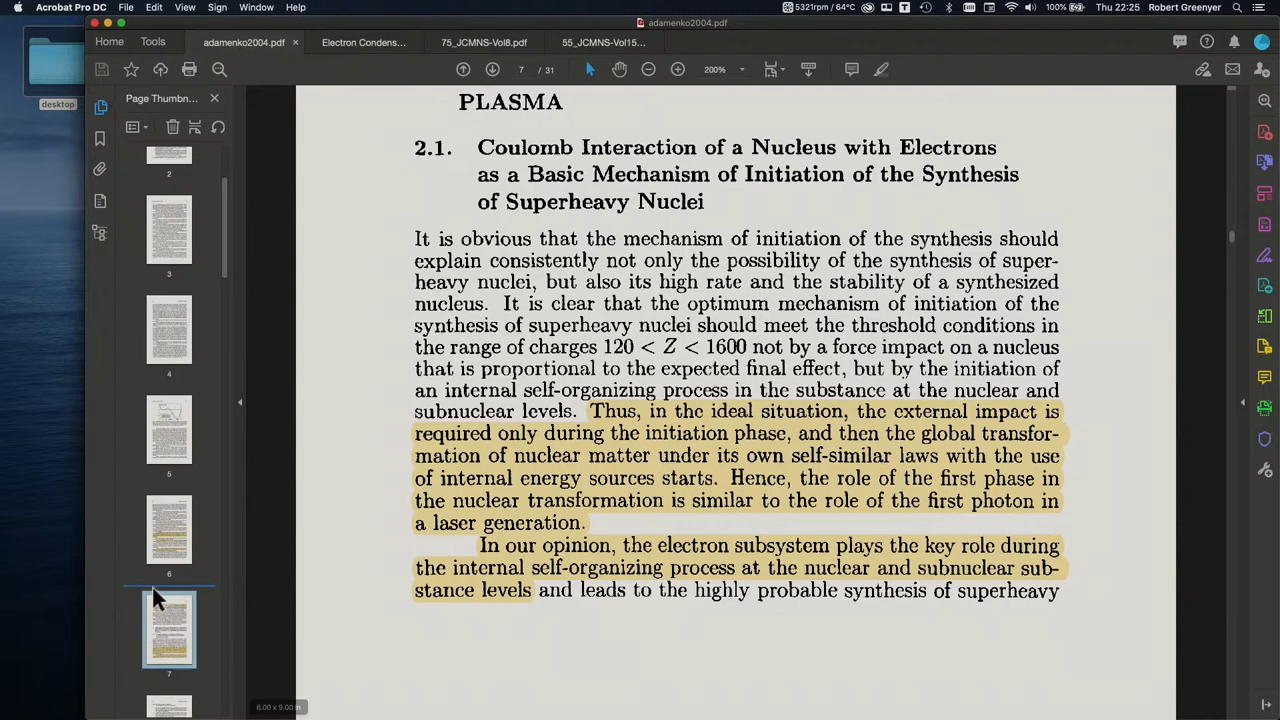 Acrobat Pro DC File Edit View Window Help
5321rpm / 64°C
100%
Thu 22:25 Robert Greenyer
adamenko2004.pdf
Home Tools adamenko2004.pdf Electron Condens... 75_JCMNS-Vol8.pdf 55_JCMNS-Vol15...
7 / 31
200%
desktop
Page Thumbn...
2
3
4
5
6
7
PLASMA
2.1. Coulomb Interaction of a Nucleus with Electrons
as a Basic Mechanism of Initiation of the Synthesis
of Superheavy Nuclei
It is obvious that the mechanism of initiation of the synthesis should
explain consistently not only the possibility of the synthesis of super-
heavy nuclei, but also its high rate and the stability of a synthesized
nucleus. It is clear that the optimum mechanism of initiation of the
synthesis of superheavy nuclei should meet the threshold conditions in
the range of charges 120 < Z < 1600 not by a force impact on a nucleus
that is proportional to the expected final effect, but by the initiation of
an internal self-organizing process in the substance at the nuclear and
subnuclear levels. Thus, in the ideal situation, the external impact is
required only during the initiation phase, and then the global transfor-
mation of nuclear matter under its own self-similar laws with the use
of internal energy sources starts. Hence, the role of the first phase in
the nuclear transformation is similar to the role of the first photon in
a laser generation.
In our opinion, the electron subsystem plays the key role during
the internal self-organizing process at the nuclear and subnuclear sub-
stance levels and leads to the highly probable synthesis of superheavy
6.00 x 9.00 in